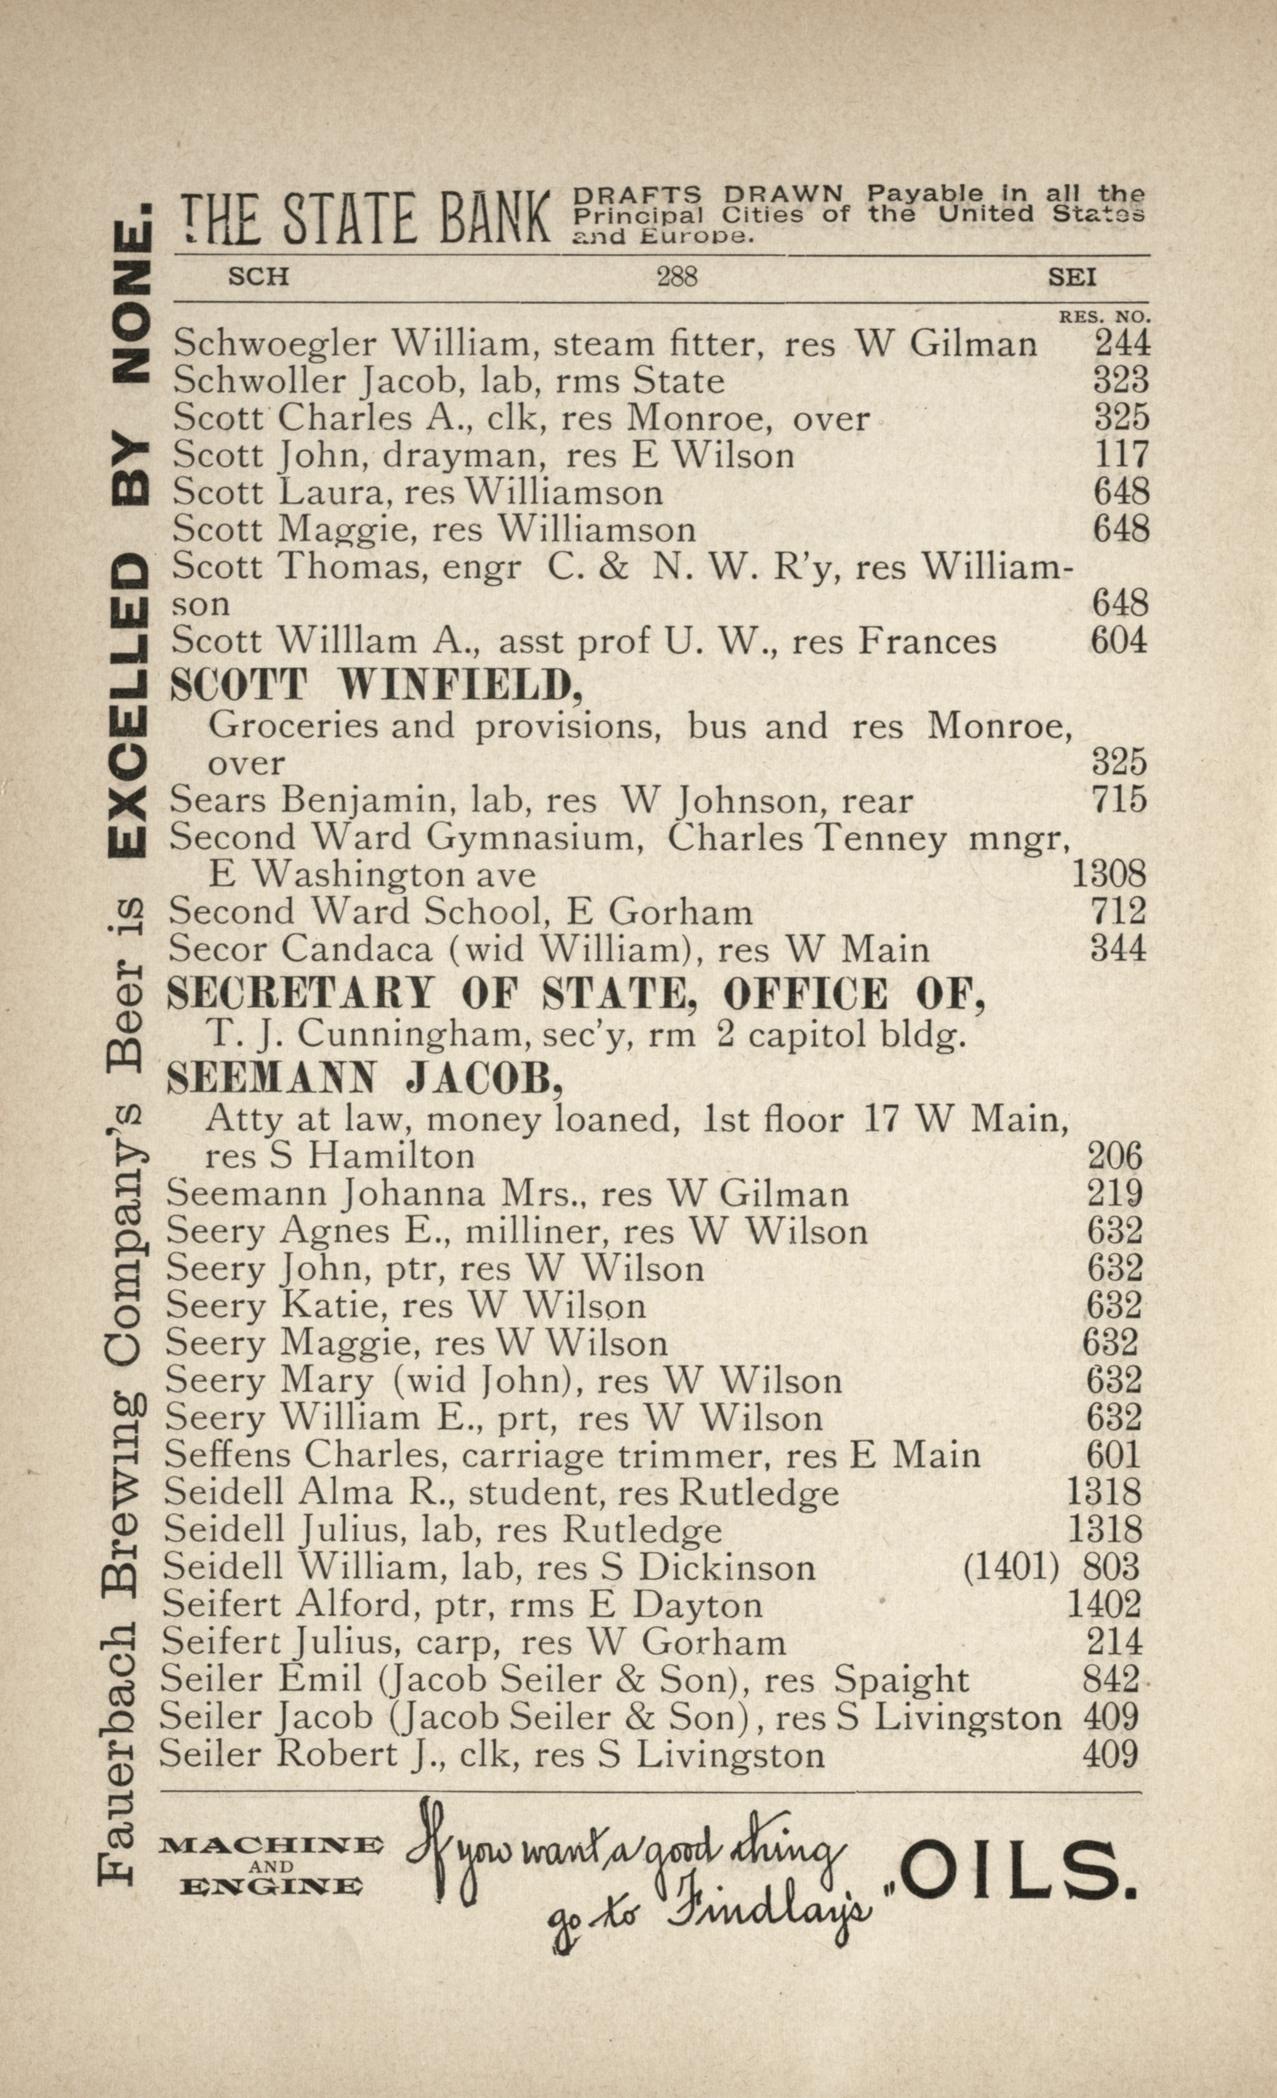 THE STATE BANK
DRAFTS DRAWN Payable in all the
Principal Cities of the United States
and Europe.
SCH 288 SEI
RES. NO.
Schwoegler William, steam fitter, res W Gilman 244
Schwoller Jacob, lab, rms State 323
Scott Charles A., clk, res Monroe, over 325
Scott John, drayman, res E Wilson 117
Scott Laura, res Williamson 648
Scott Maggie, res Williamson 648
Scott Thomas, engr C. & N. W. R'y, res William-
son 648
Scott Willlam A., asst prof U. W., res Frances 604
SCOTT WINFIELD,
Groceries and provisions, bus and res Monroe,
over 325
Sears Benjamin, lab, res W Johnson, rear 715
Second Ward Gymnasium, Charles Tenney mngr,
E Washington ave 1308
Second Ward School, E Gorham 712
Secor Candaca (wid William), res W Main 344
SECRETARY OF STATE, OFFICE OF,
T. J. Cunningham, sec'y, rm 2 capitol bldg.
SEEMANN JACOB,
Atty at law, money loaned, 1st floor 17 W Main,
res S Hamilton 206
Seemann Johanna Mrs., res W Gilman 219
Seery Agnes E., milliner, res W Wilson 632
Seery John, ptr, res W Wilson 632
Seery Katie, res W Wilson 632
Seery Maggie, res W Wilson 632
Seery Mary (wid John), res W Wilson 632
Seery William E., prt, res W Wilson 632
Seffens Charles, carriage trimmer, res E Main 601
Seidell Alma R., student, res Rutledge 1318
Seidell Julius, lab, res Rutledge 1318
Seidell William, lab, res S Dickinson (1401) 803
Seifert Alford, ptr, rms E Dayton 1402
Seifert Julius, carp, res W Gorham 214
Seiler Emil (Jacob Seiler & Son), res Spaight 842
Seiler Jacob (Jacob Seiler & Son), res S Livingston 409
Seiler Robert J., clk, res S Livingston 409
MACHINE
AND
ENGINE
If you want a good thing
go to Findlay's
"OILS.
Fauerbach Brewing Company's Beer is EXCELLED BY NONE.